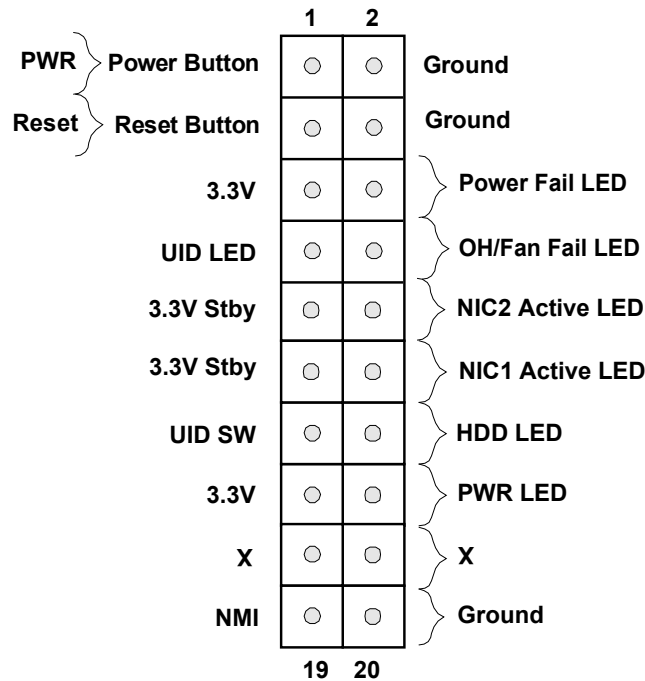 1 2
PWR Power Button Ground
Reset Reset Button Ground
3.3V Power Fail LED
UID LED OH/Fan Fail LED
3.3V Stby NIC2 Active LED
3.3V Stby NIC1 Active LED
UID SW HDD LED
3.3V PWR LED
X X
NMI Ground
19 20